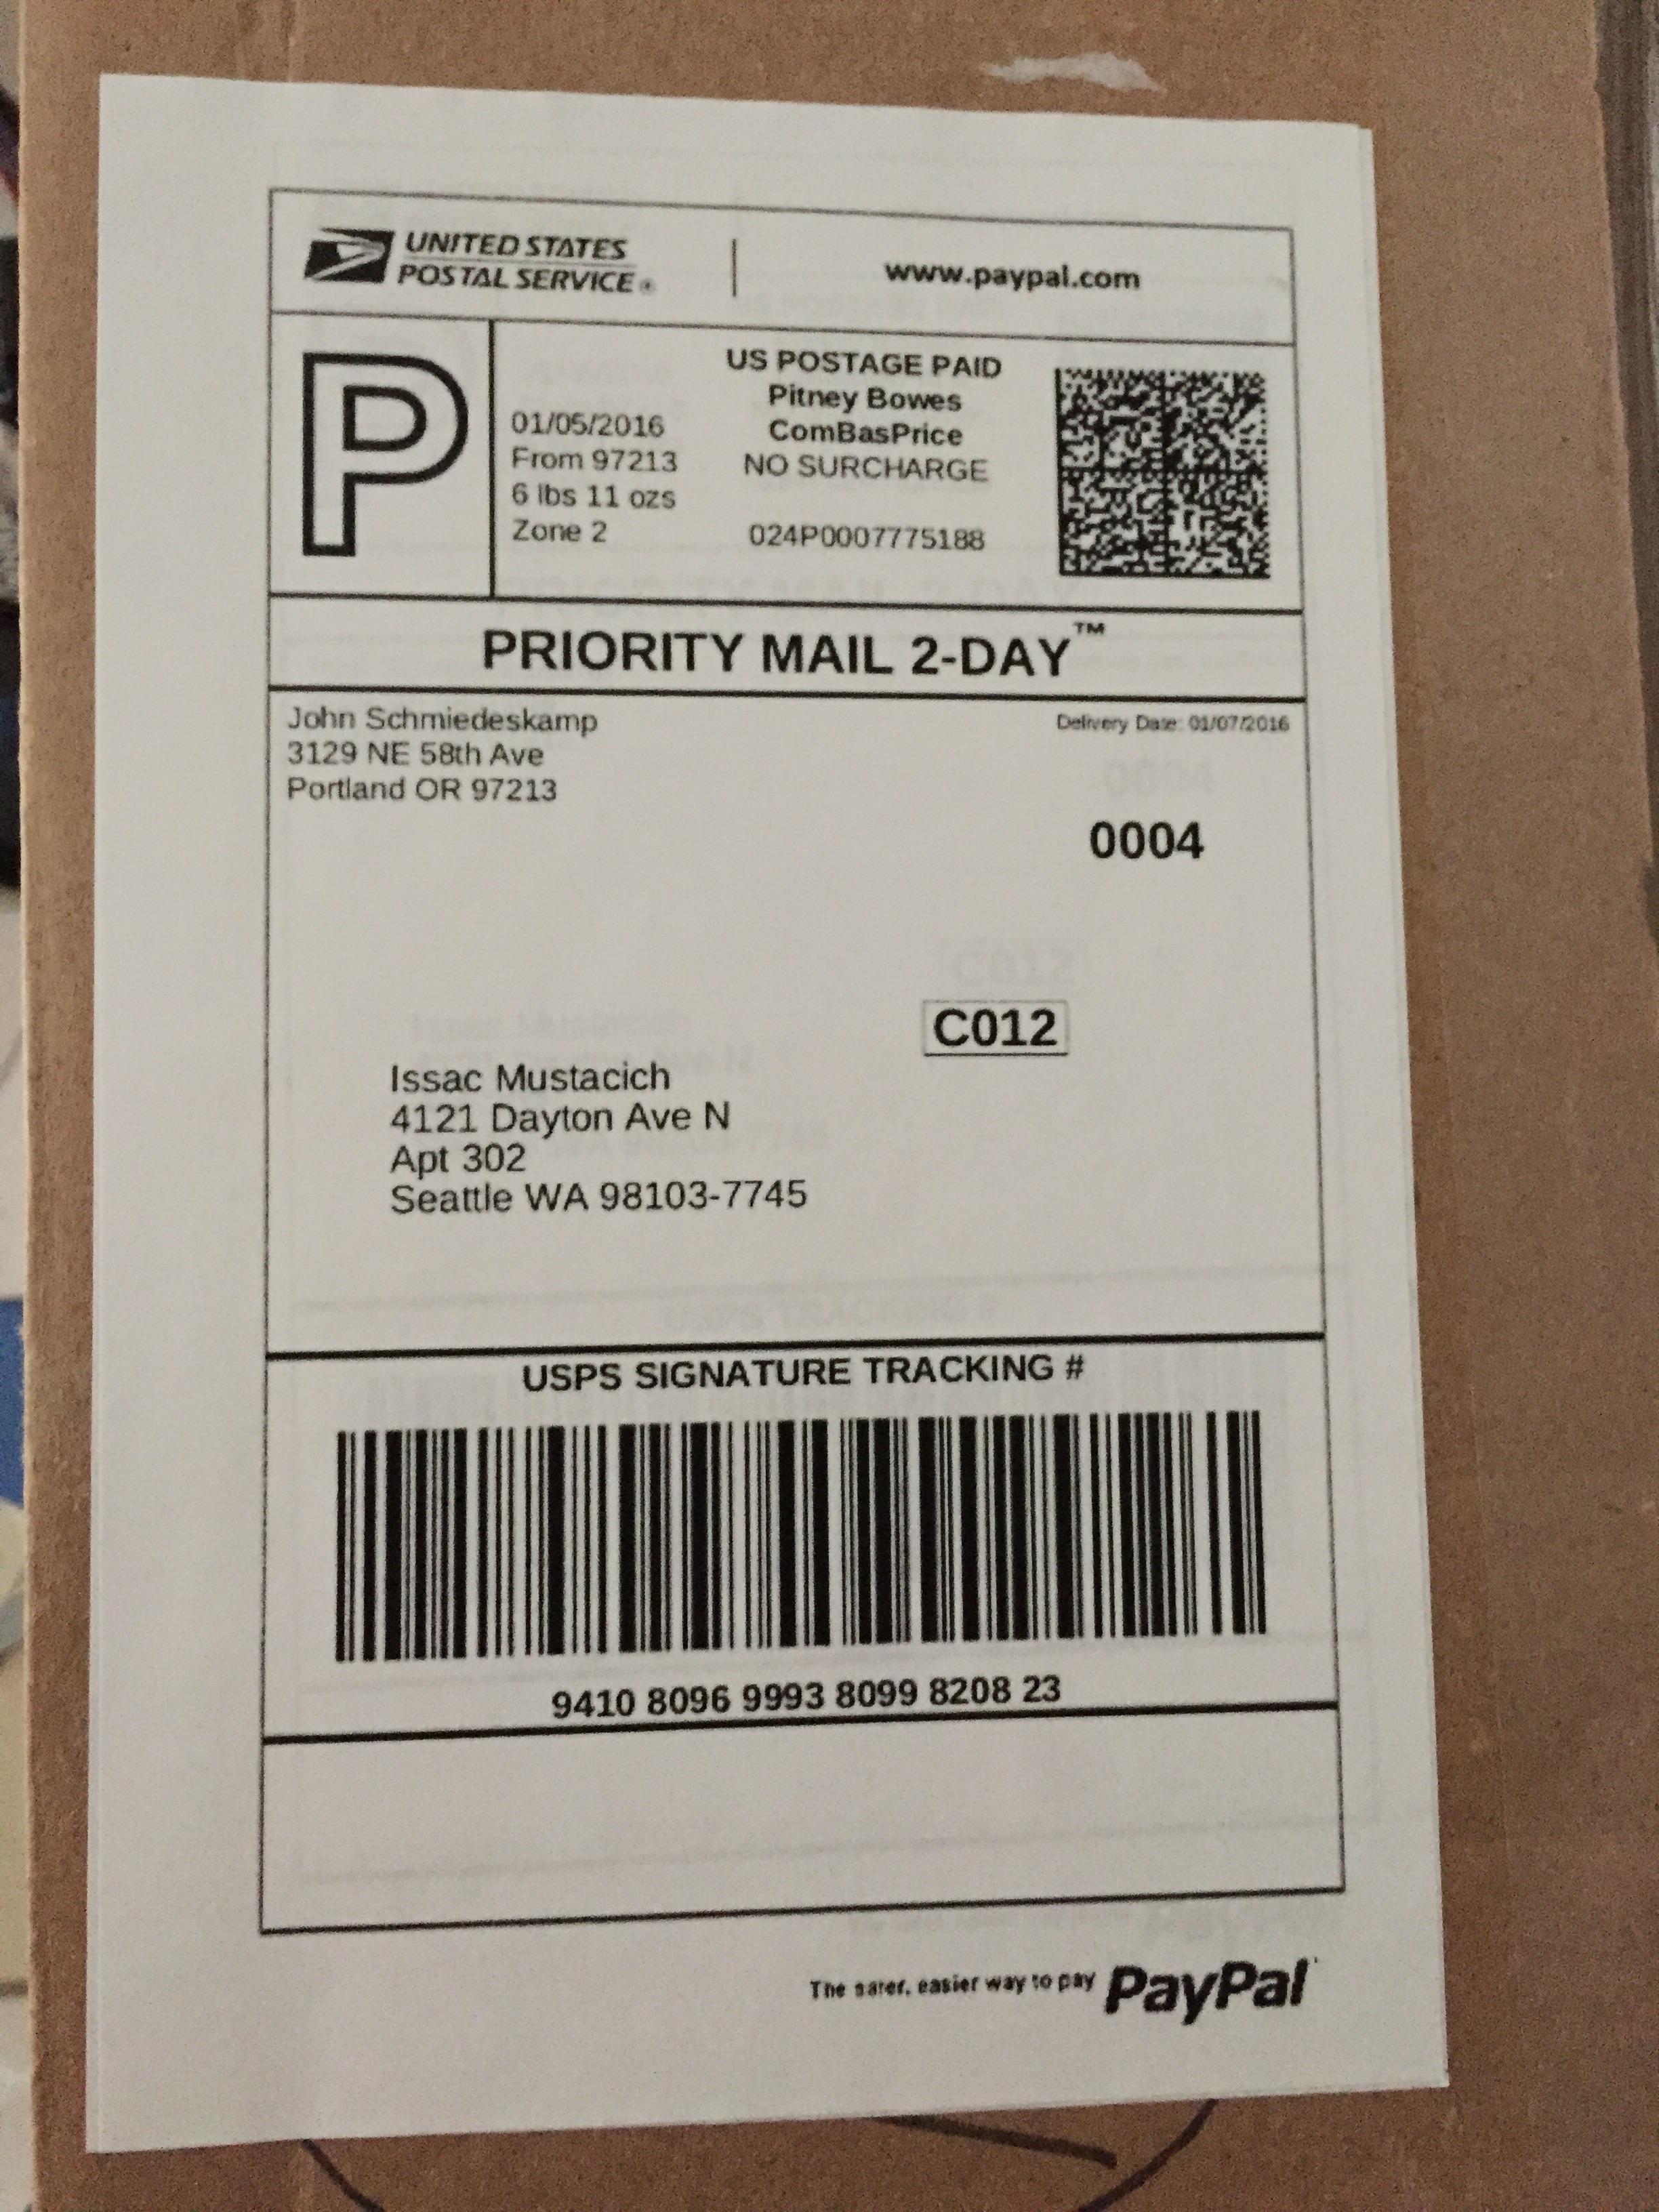 UNITED STATES
POSTAL SERVICE®
www.paypal.com
P
01/05/2016
From 97213
6 lbs 11 ozs
Zone 2
US POSTAGE PAID
Pitney Bowes
ComBasPrice
NO SURCHARGE
024P0007775188
PRIORITY MAIL 2-DAY™
John Schmiedeskamp
3129 NE 58th Ave
Portland OR 97213
Delivery Date: 01/07/2016
0004
C012
Issac Mustacich
4121 Dayton Ave N
Apt 302
Seattle WA 98103-7745
USPS SIGNATURE TRACKING #
9410 8096 9993 8099 8208 23
The safer, easier way to pay PayPal